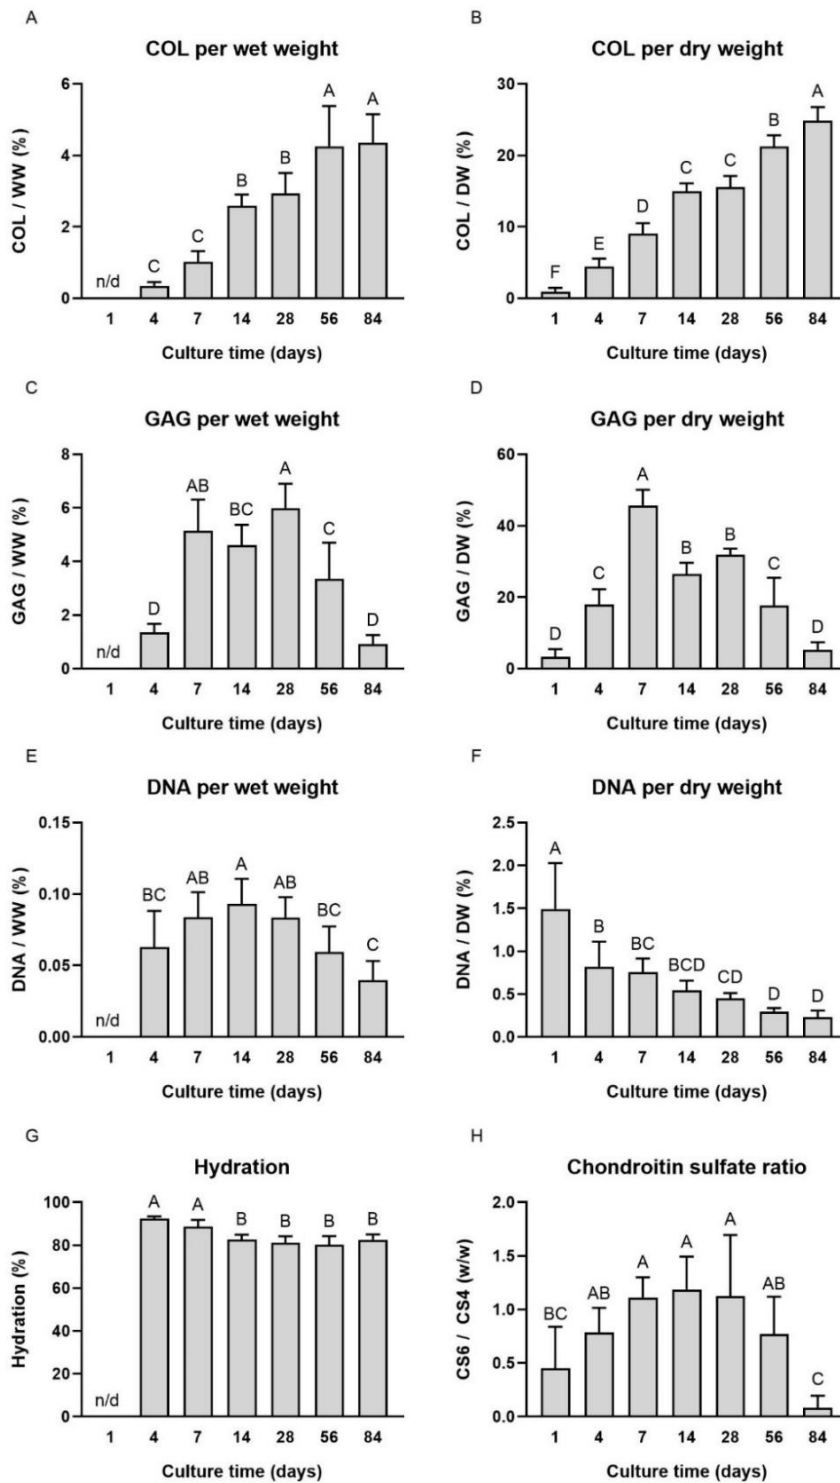 A
COL per wet weight
COL / WW (%)
6
4
2
0
n/d
C
C
B
B
A
A
1 4 7 14 28 56 84
Culture time (days)
B
COL per dry weight
COL / DW (%)
30
20
10
0
F
E
D
C
C
B
A
1 4 7 14 28 56 84
Culture time (days)
C
GAG per wet weight
GAG / WW (%)
8
6
4
2
0
n/d
D
AB
BC
A
C
D
1 4 7 14 28 56 84
Culture time (days)
D
GAG per dry weight
GAG / DW (%)
60
40
20
0
D
C
A
B
B
C
D
1 4 7 14 28 56 84
Culture time (days)
E
DNA per wet weight
DNA / WW (%)
0.15
0.10
0.05
0.00
n/d
BC
AB
A
AB
BC
C
1 4 7 14 28 56 84
Culture time (days)
F
DNA per dry weight
DNA / DW (%)
2.5
2.0
1.5
1.0
0.5
0.0
A
B
BC
BCD
CD
D
D
1 4 7 14 28 56 84
Culture time (days)
G
Hydration
Hydration (%)
100
80
60
40
20
0
n/d
A
A
B
B
B
B
1 4 7 14 28 56 84
Culture time (days)
H
Chondroitin sulfate ratio
CS6 / CS4 (w/w)
2.0
1.5
1.0
0.5
0.0
BC
AB
A
A
A
AB
C
1 4 7 14 28 56 84
Culture time (days)